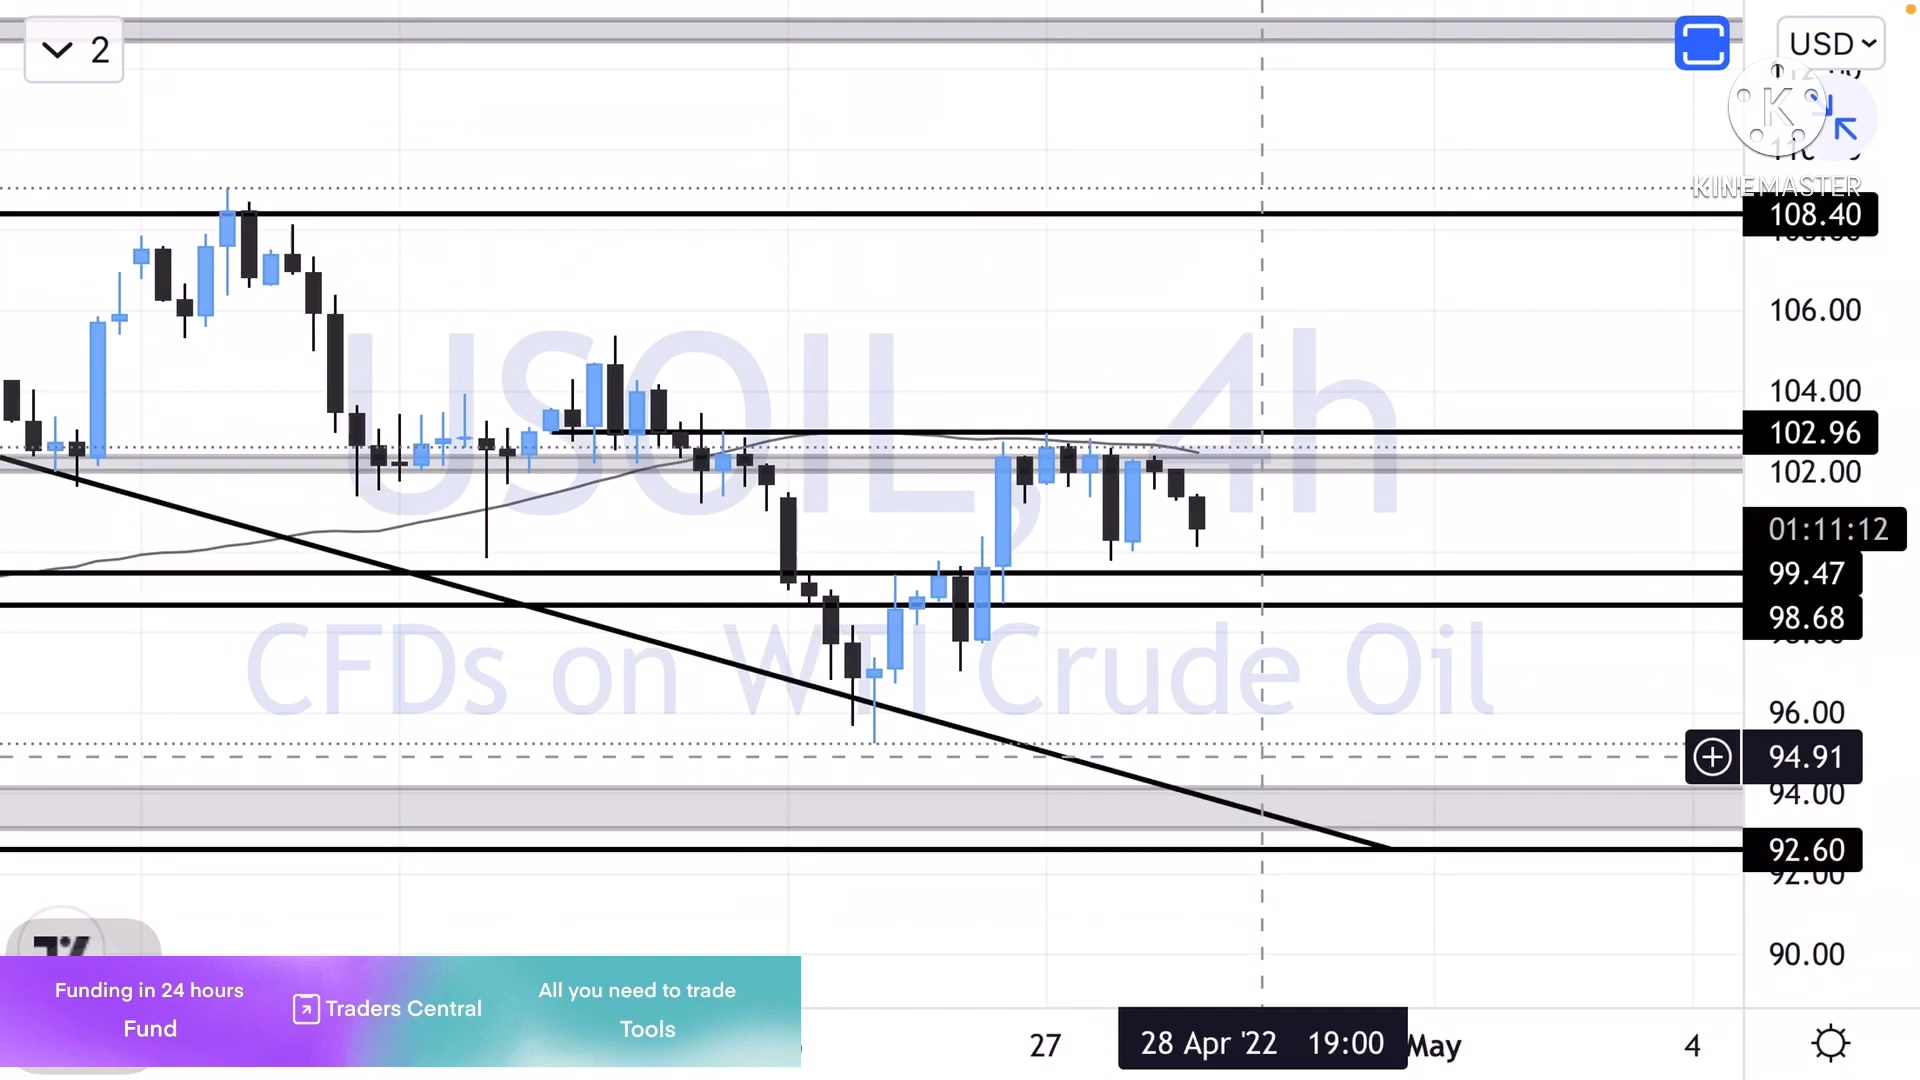 2
USD
KINEMASTER
108.40
106.00
104.00
102.96
102.00
01:11:12
99.47
98.68
96.00
94.91
94.00
92.60
92.00
90.00
USOIL, 4h
CFDs on WTI Crude Oil
Funding in 24 hours
Fund
Traders Central
All you need to trade
Tools
27
28 Apr '22 19:00
May
4